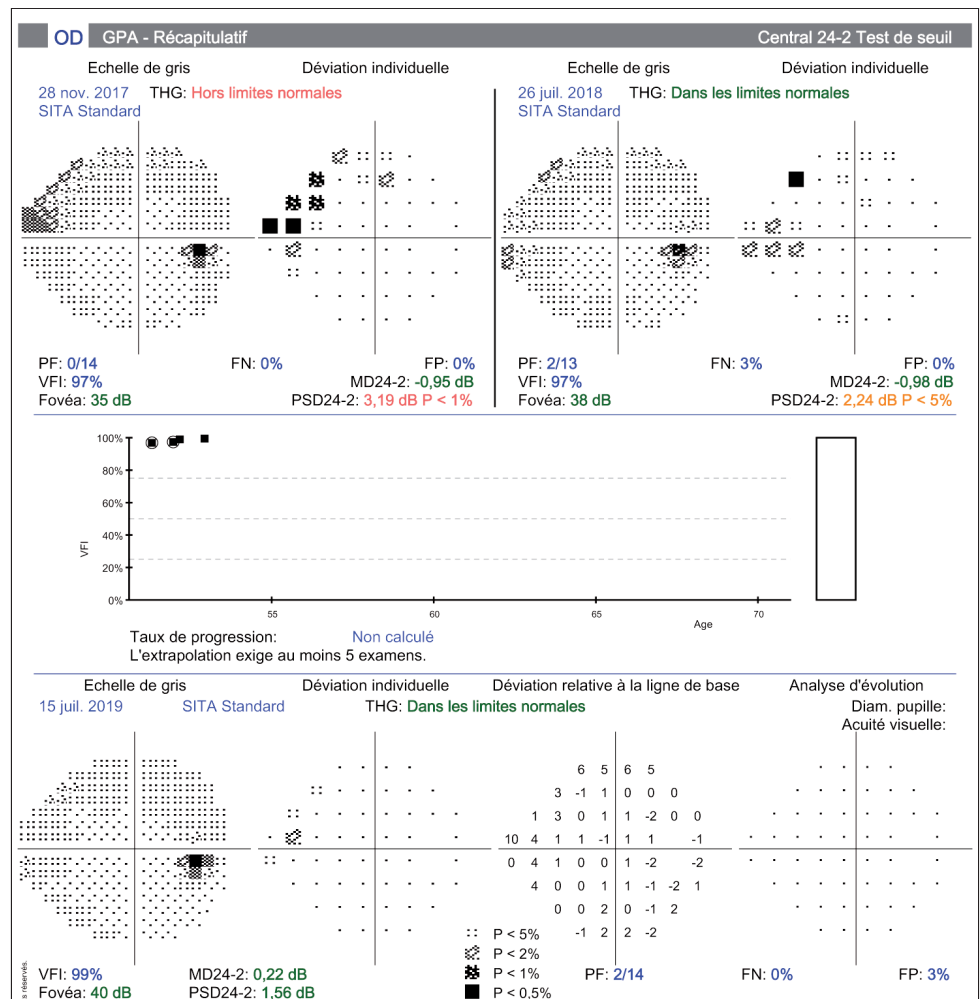 OD GPA - Récapitulatif Central 24-2 Test de seuil
Echelle de gris Déviation individuelle Echelle de gris Déviation individuelle
28 nov. 2017 THG: Hors limites normales 26 juil. 2018 THG: Dans les limites normales
SITA Standard SITA Standard
PF: 0/14 FN: 0% FP: 0% PF: 2/13 FN: 3% FP: 0%
VFI: 97% MD24-2: -0,95 dB VFI: 97% MD24-2: -0,98 dB
Fovéa: 35 dB PSD24-2: 3,19 dB P < 1% Fovéa: 38 dB PSD24-2: 2,24 dB P < 5%
100%
80%
60%
VFI
40%
20%
0%
55 60 65 70
Age
Taux de progression: Non calculé
L'extrapolation exige au moins 5 examens.
Echelle de gris Déviation individuelle Déviation relative à la ligne de base Analyse d'évolution
15 juil. 2019 SITA Standard THG: Dans les limites normales Diam. pupille:
Acuité visuelle:
6 5 6 5
3 -1 1 0 0 0
1 3 0 1 1 -2 0 0
10 4 1 1 -1 1 1 -1
0 4 1 0 0 1 -2 -2
4 0 0 1 1 -1 -2 1
0 0 2 0 -1 2
-1 2 2 -2
P < 5%
P < 2%
P < 1%
P < 0,5%
VFI: 99% MD24-2: 0,22 dB PF: 2/14 FN: 0% FP: 3%
Fovéa: 40 dB PSD24-2: 1,56 dB
s réservés.